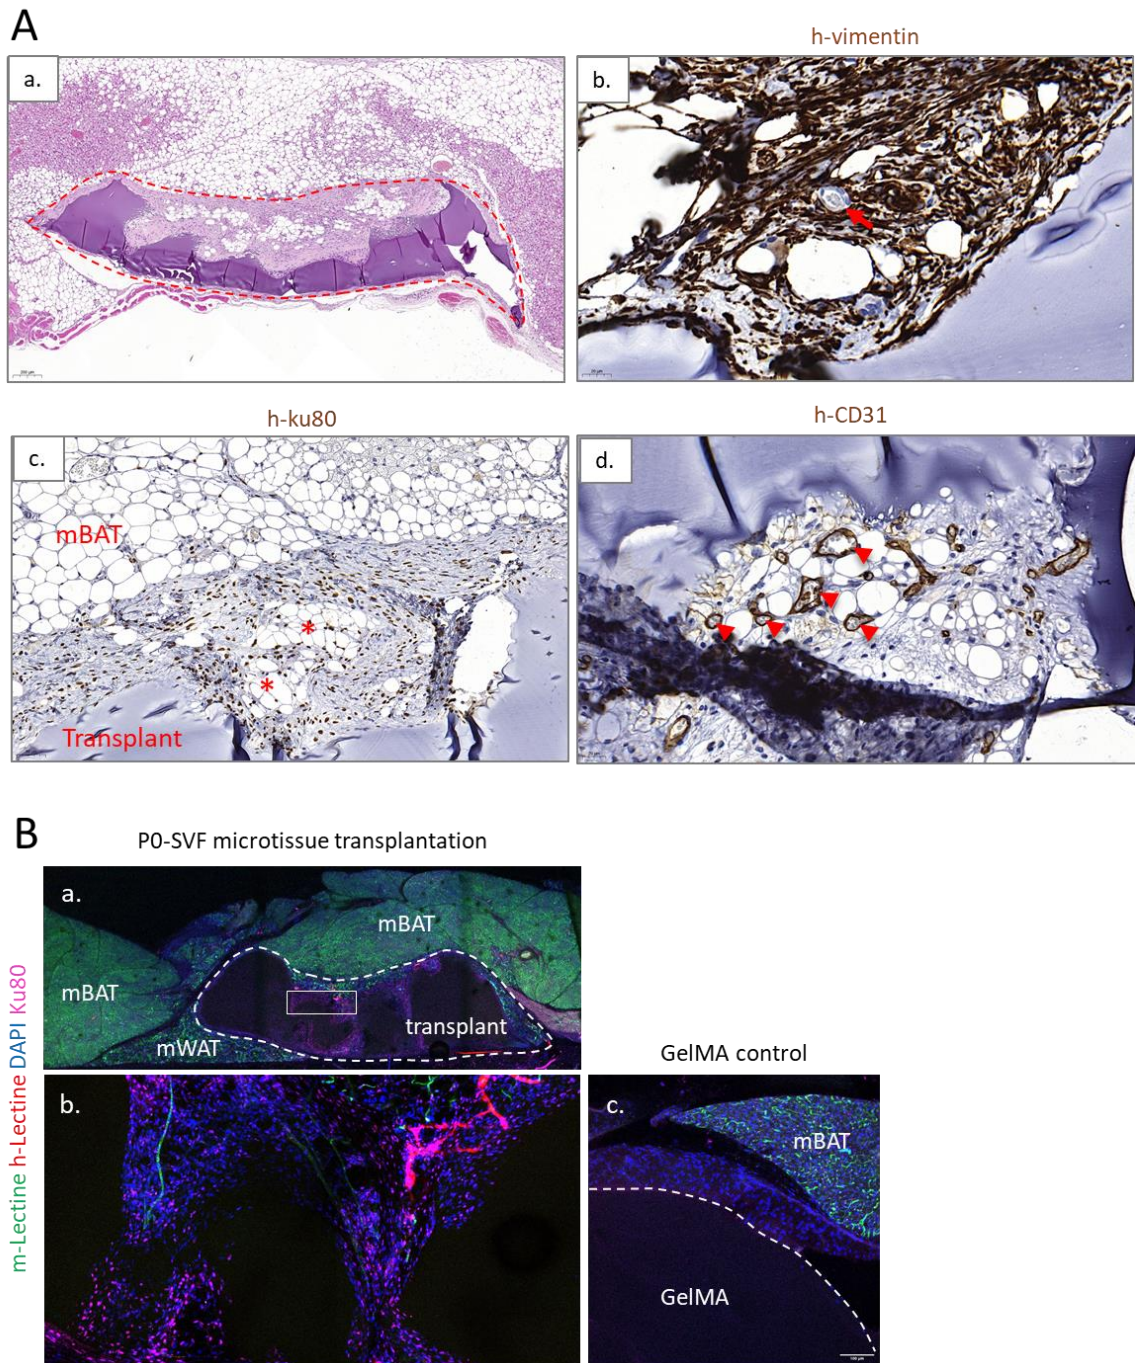 A
h-vimentin
a.
b.
h-ku80
h-CD31
c.
d.
mBAT
*
*
Transplant
B
P0-SVF microtissue transplantation
m-Lectine h-Lectine DAPI Ku80
a.
mBAT
mBAT
transplant
mWAT
GelMA control
b.
c.
mBAT
GelMA